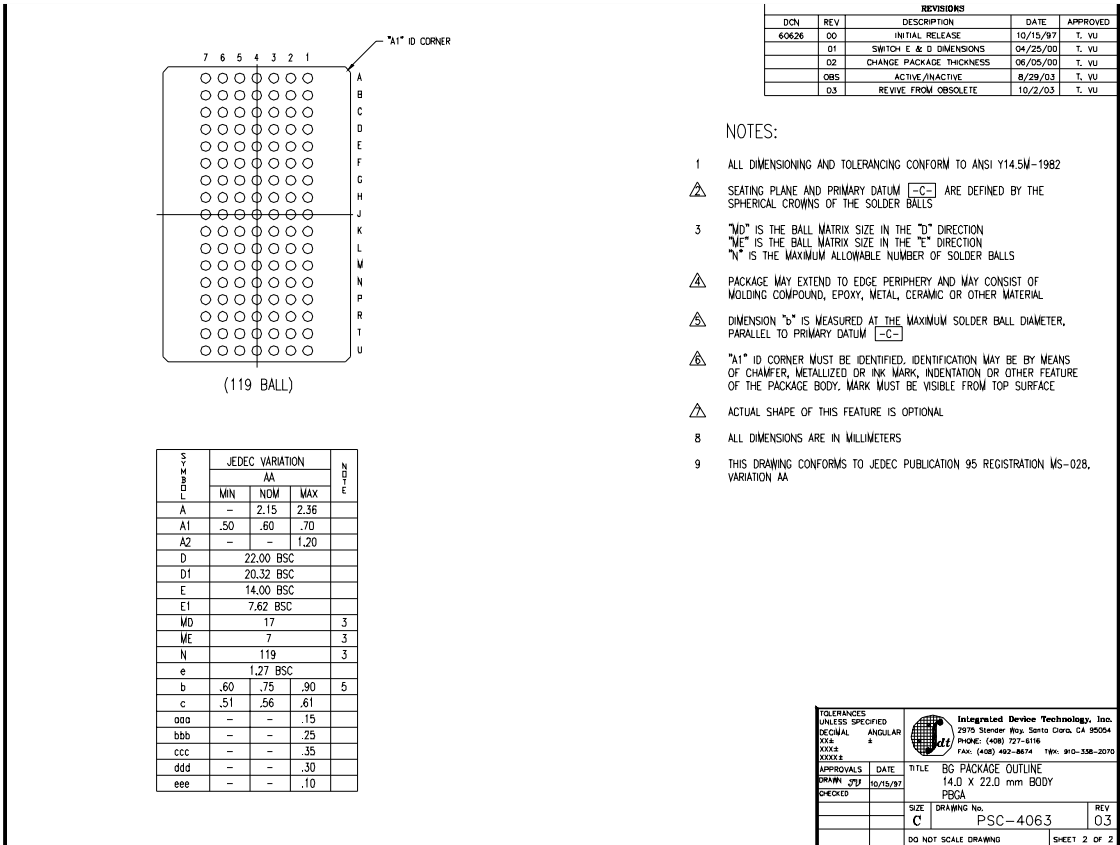 "A1" ID CORNER
7 6 5 4 3 2 1
A
B
C
D
E
F
G
H
J
K
L
M
N
P
R
T
U
(119 BALL)
SYMBOL JEDEC VARIATION NOTE
AA
MIN NOM MAX
A – 2.15 2.36
A1 .50 .60 .70
A2 – – 1.20
D 22.00 BSC
D1 20.32 BSC
E 14.00 BSC
E1 7.62 BSC
MD 17 3
ME 7 3
N 119 3
e 1.27 BSC
b .60 .75 .90 5
c .51 .56 .61
aaa – – .15
bbb – – .25
ccc – – .35
ddd – – .30
eee – – .10
REVISIONS
DCN REV DESCRIPTION DATE APPROVED
60626 00 INITIAL RELEASE 10/15/97 T. VU
01 SWITCH E & D DIMENSIONS 04/25/00 T. VU
02 CHANGE PACKAGE THICKNESS 06/05/00 T. VU
OBS ACTIVE/INACTIVE 8/29/03 T. VU
03 REVIVE FROM OBSOLETE 10/2/03 T. VU
NOTES:
1 ALL DIMENSIONING AND TOLERANCING CONFORM TO ANSI Y14.5M-1982
2 SEATING PLANE AND PRIMARY DATUM -C- ARE DEFINED BY THE
SPHERICAL CROWNS OF THE SOLDER BALLS
3 "MD" IS THE BALL MATRIX SIZE IN THE "D" DIRECTION
"ME" IS THE BALL MATRIX SIZE IN THE "E" DIRECTION
"N" IS THE MAXIMUM ALLOWABLE NUMBER OF SOLDER BALLS
4 PACKAGE MAY EXTEND TO EDGE PERIPHERY AND MAY CONSIST OF
MOLDING COMPOUND, EPOXY, METAL, CERAMIC OR OTHER MATERIAL
5 DIMENSION "b" IS MEASURED AT THE MAXIMUM SOLDER BALL DIAMETER,
PARALLEL TO PRIMARY DATUM -C-
6 "A1" ID CORNER MUST BE IDENTIFIED. IDENTIFICATION MAY BE BY MEANS
OF CHAMFER, METALLIZED OR INK MARK, INDENTATION OR OTHER FEATURE
OF THE PACKAGE BODY. MARK MUST BE VISIBLE FROM TOP SURFACE
7 ACTUAL SHAPE OF THIS FEATURE IS OPTIONAL
8 ALL DIMENSIONS ARE IN MILLIMETERS
9 THIS DRAWING CONFORMS TO JEDEC PUBLICATION 95 REGISTRATION MS-028,
VARIATION AA
TOLERANCES
UNLESS SPECIFIED
DECIMAL ANGULAR
XX± ±
XXX±
XXXX±
idt
Integrated Device Technology, Inc.
2975 Stender Way, Santa Clara, CA 95054
PHONE: (408) 727-6116
FAX: (408) 492-8674 TWX: 910-338-2070
APPROVALS DATE
DRAWN 10/15/97
CHECKED
TITLE BG PACKAGE OUTLINE
14.0 X 22.0 mm BODY
PBGA
SIZE DRAWING No. REV
C PSC-4063 03
DO NOT SCALE DRAWING SHEET 2 OF 2